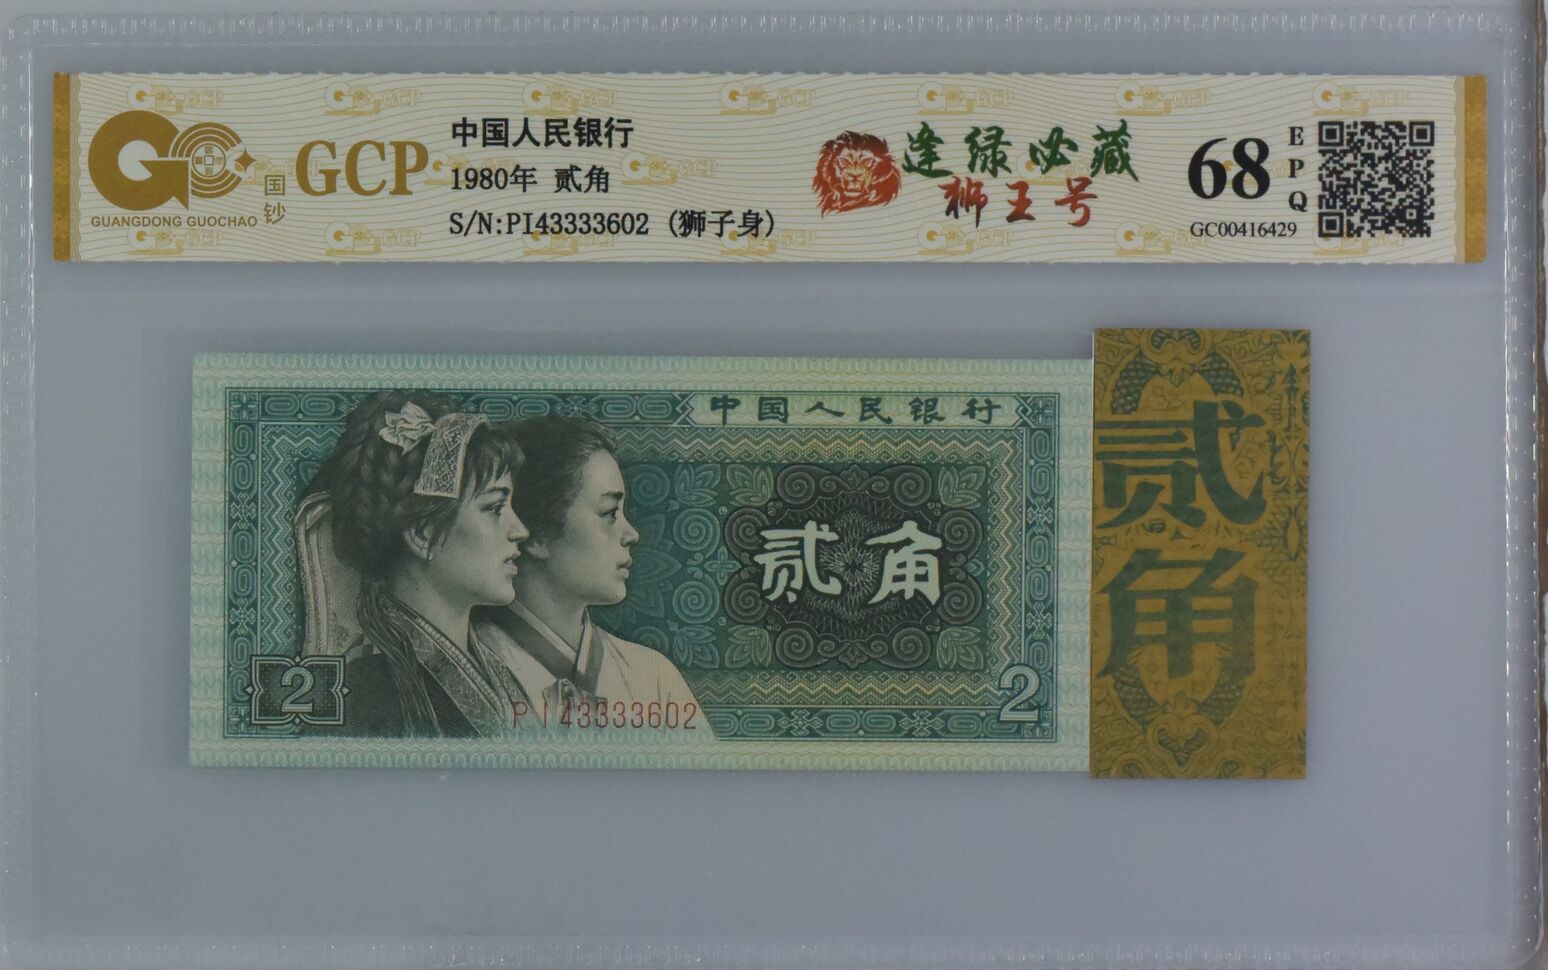 GCP
GUANGDONG GUOCHAO
国钞
中国人民银行
1980年 贰角
S/N:PI43333602 (狮子身)
逢绿必藏
狮王号
68
EPQ
GC00416429
中国人民银行
贰角
2
PI43333602
2
贰角